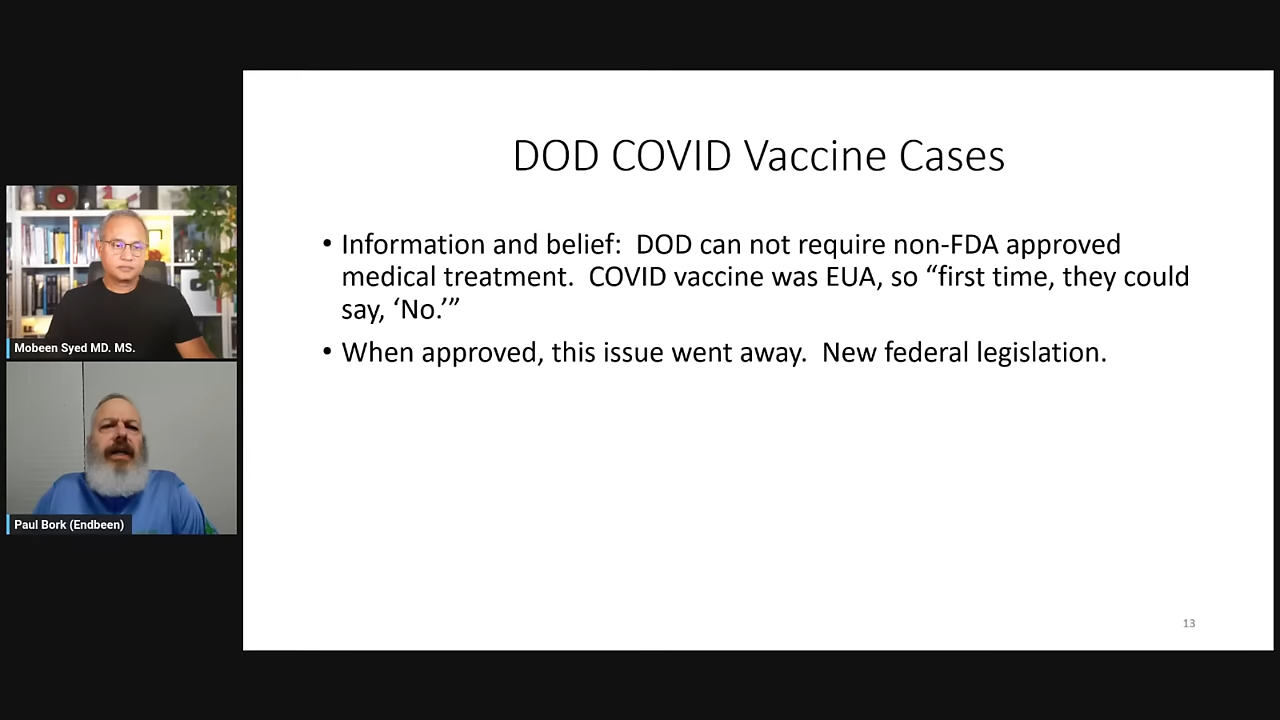 DOD COVID Vaccine Cases
• Information and belief:  DOD can not require non-FDA approved
medical treatment.  COVID vaccine was EUA, so “first time, they could
say, ‘No.’”
• When approved, this issue went away.  New federal legislation.
13
Mobeen Syed MD. MS.
Paul Bork (Endbeen)